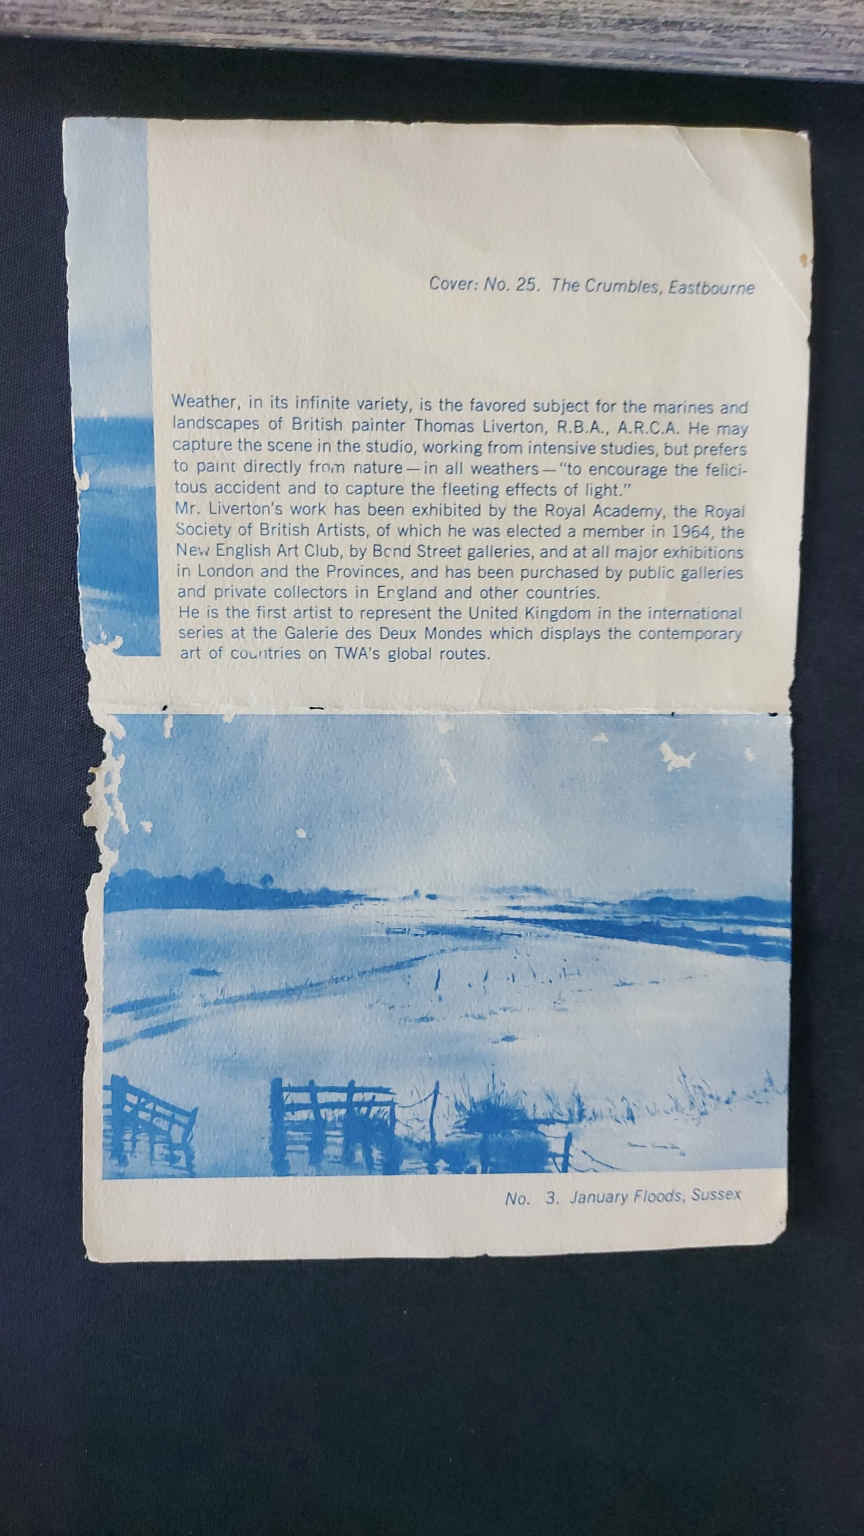 Cover: No. 25. The Crumbles, Eastbourne
Weather, in its infinite variety, is the favored subject for the marines and
landscapes of British painter Thomas Liverton, R.B.A., A.R.C.A. He may
capture the scene in the studio, working from intensive studies, but prefers
to paint directly from nature—in all weathers—"to encourage the felici-
tous accident and to capture the fleeting effects of light."
Mr. Liverton's work has been exhibited by the Royal Academy, the Royal
Society of British Artists, of which he was elected a member in 1964, the
New English Art Club, by Bond Street galleries, and at all major exhibitions
in London and the Provinces, and has been purchased by public galleries
and private collectors in England and other countries.
He is the first artist to represent the United Kingdom in the international
series at the Galerie des Deux Mondes which displays the contemporary
art of countries on TWA's global routes.
No. 3. January Floods, Sussex